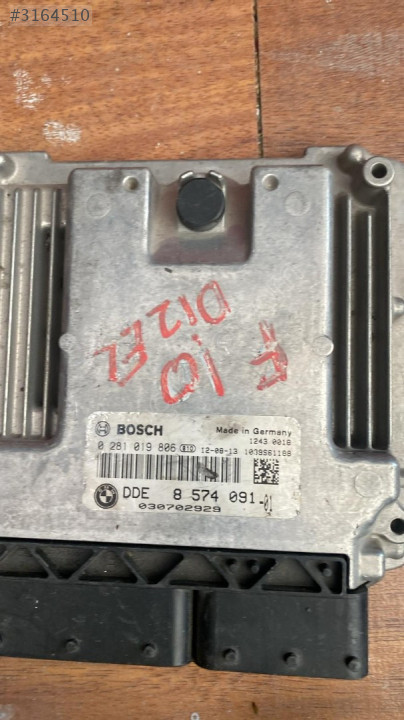 #3164510
F10
DIZEL
BOSCH
Made in Germany
1243 0018
0 281 019 806 12-08-13 1039S61188
DDE 8 574 091-01
030702929